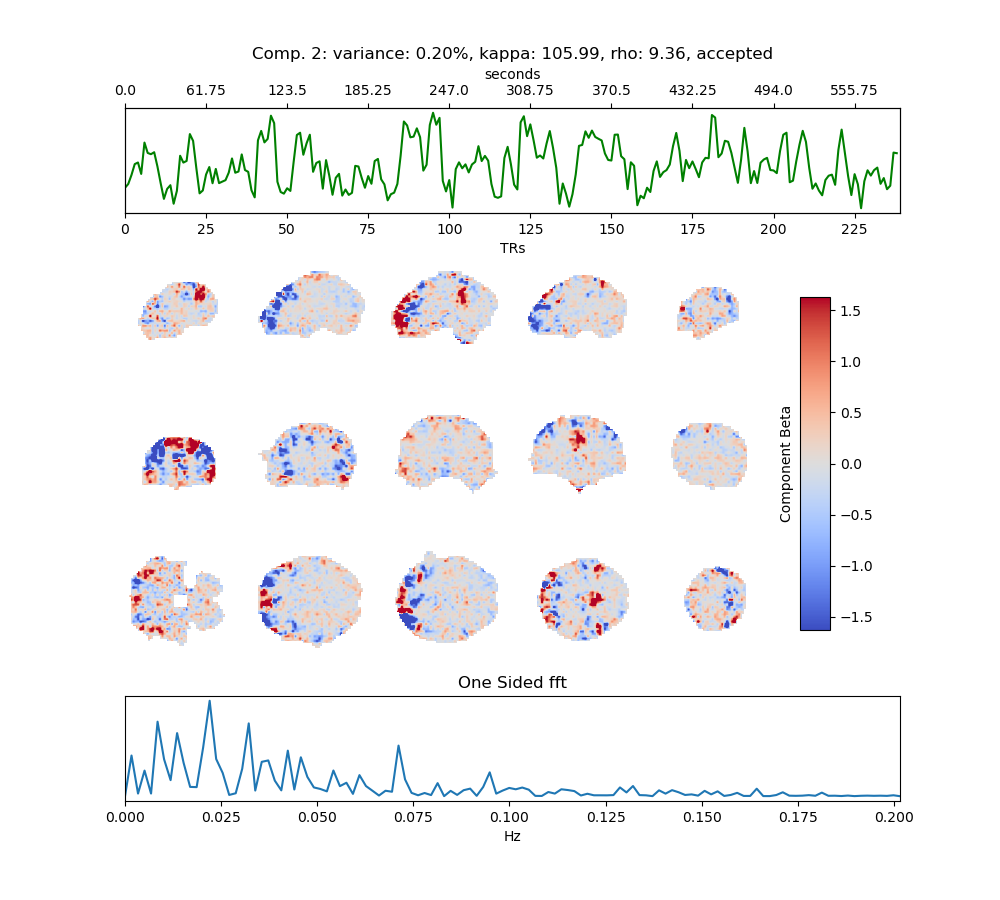 Comp. 2: variance: 0.20%, kappa: 105.99, rho: 9.36, accepted
seconds
0.0 61.75 123.5 185.25 247.0 308.75 370.5 432.25 494.0 555.75
0 25 50 75 100 125 150 175 200 225
TRs
1.5
1.0
0.5
0.0
−0.5
−1.0
−1.5
Component Beta
One Sided fft
0.000 0.025 0.050 0.075 0.100 0.125 0.150 0.175 0.200
Hz